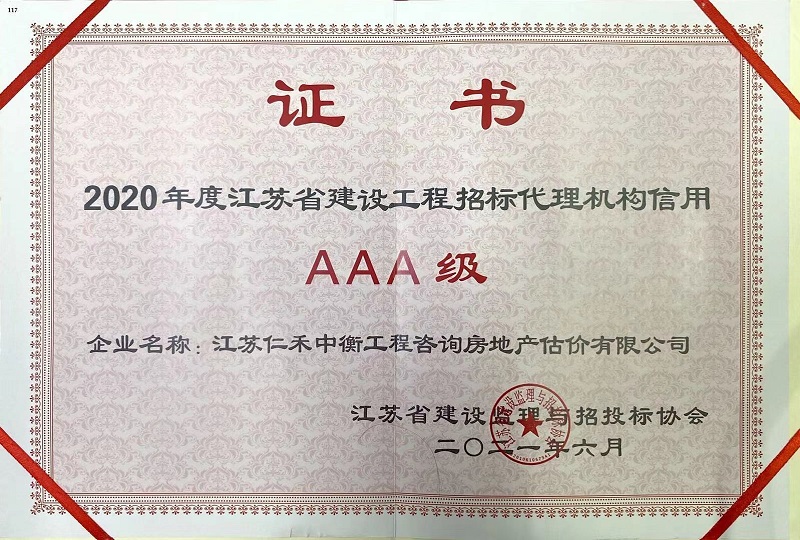 117
证 书
2020年度江苏省建设工程招标代理机构信用
AAA级
企业名称：江苏仁禾中衡工程咨询房地产估价有限公司
江苏省建设监理与招投标协会
二〇二一年六月